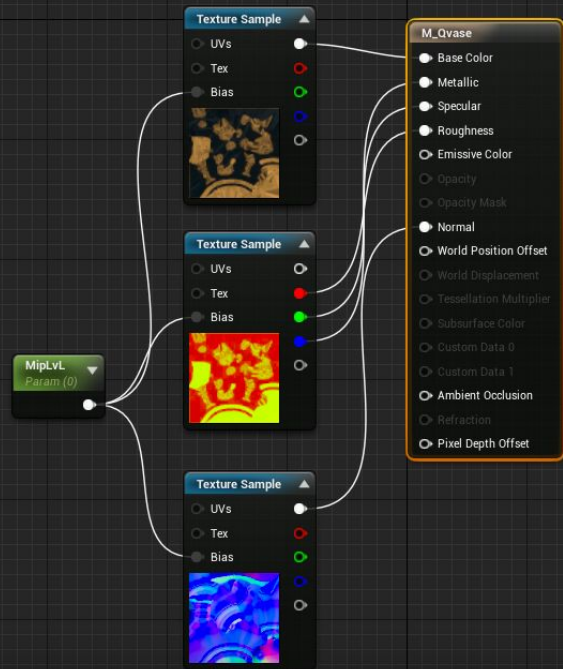 Texture Sample
UVs
Tex
Bias
Texture Sample
UVs
Tex
Bias
MipLvL
Param (0)
Texture Sample
UVs
Tex
Bias
M_Qvase
Base Color
Metallic
Specular
Roughness
Emissive Color
Opacity
Opacity Mask
Normal
World Position Offset
World Displacement
Tessellation Multiplier
Subsurface Color
Custom Data 0
Custom Data 1
Ambient Occlusion
Refraction
Pixel Depth Offset